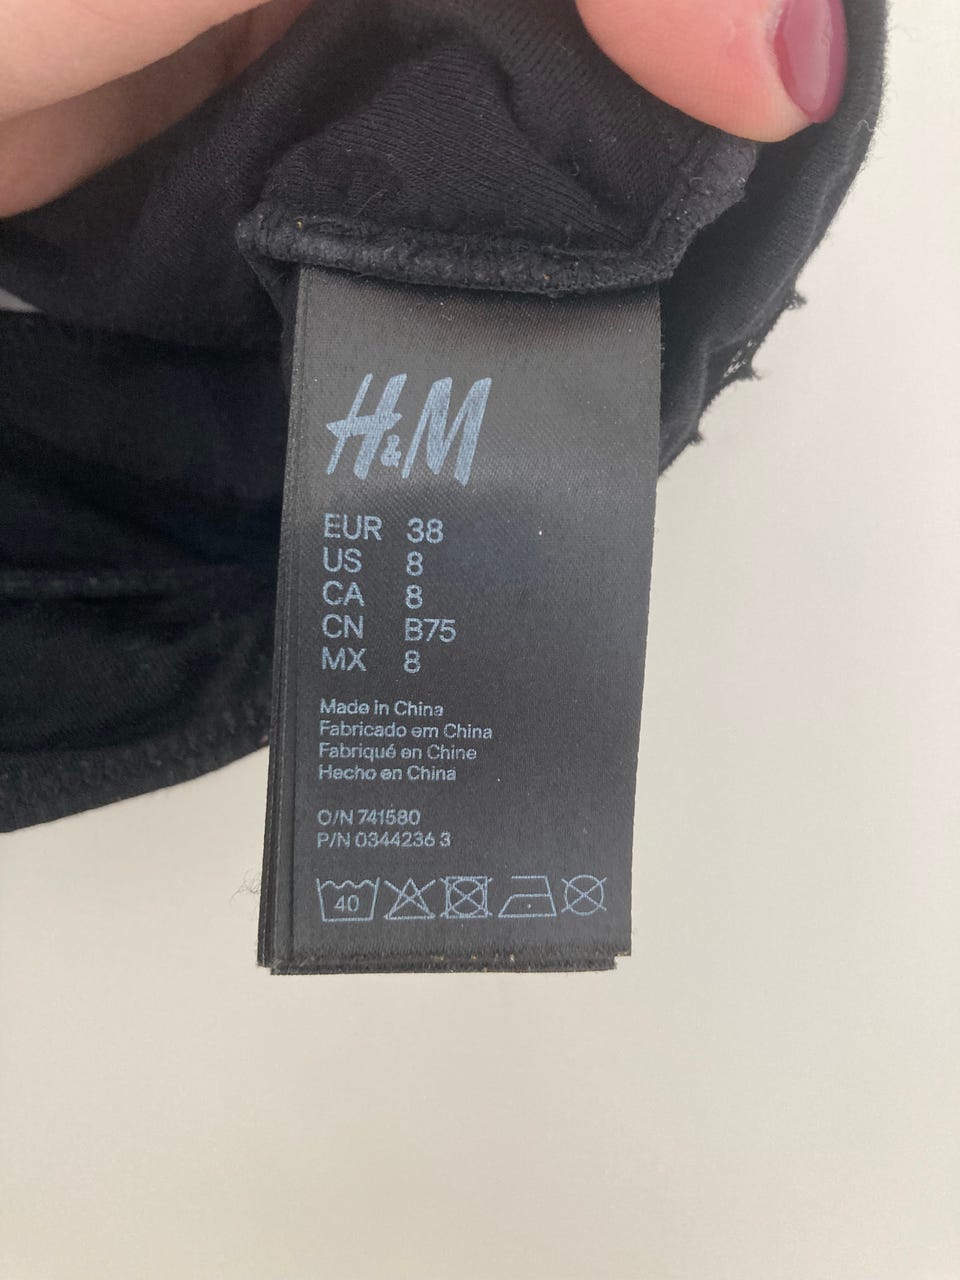 H&M
EUR 38
US 8
CA 8
CN B75
MX 8
Made in China
Fabricado em China
Fabriqué en Chine
Hecho en China
O/N 741580
P/N 0344236 3
40